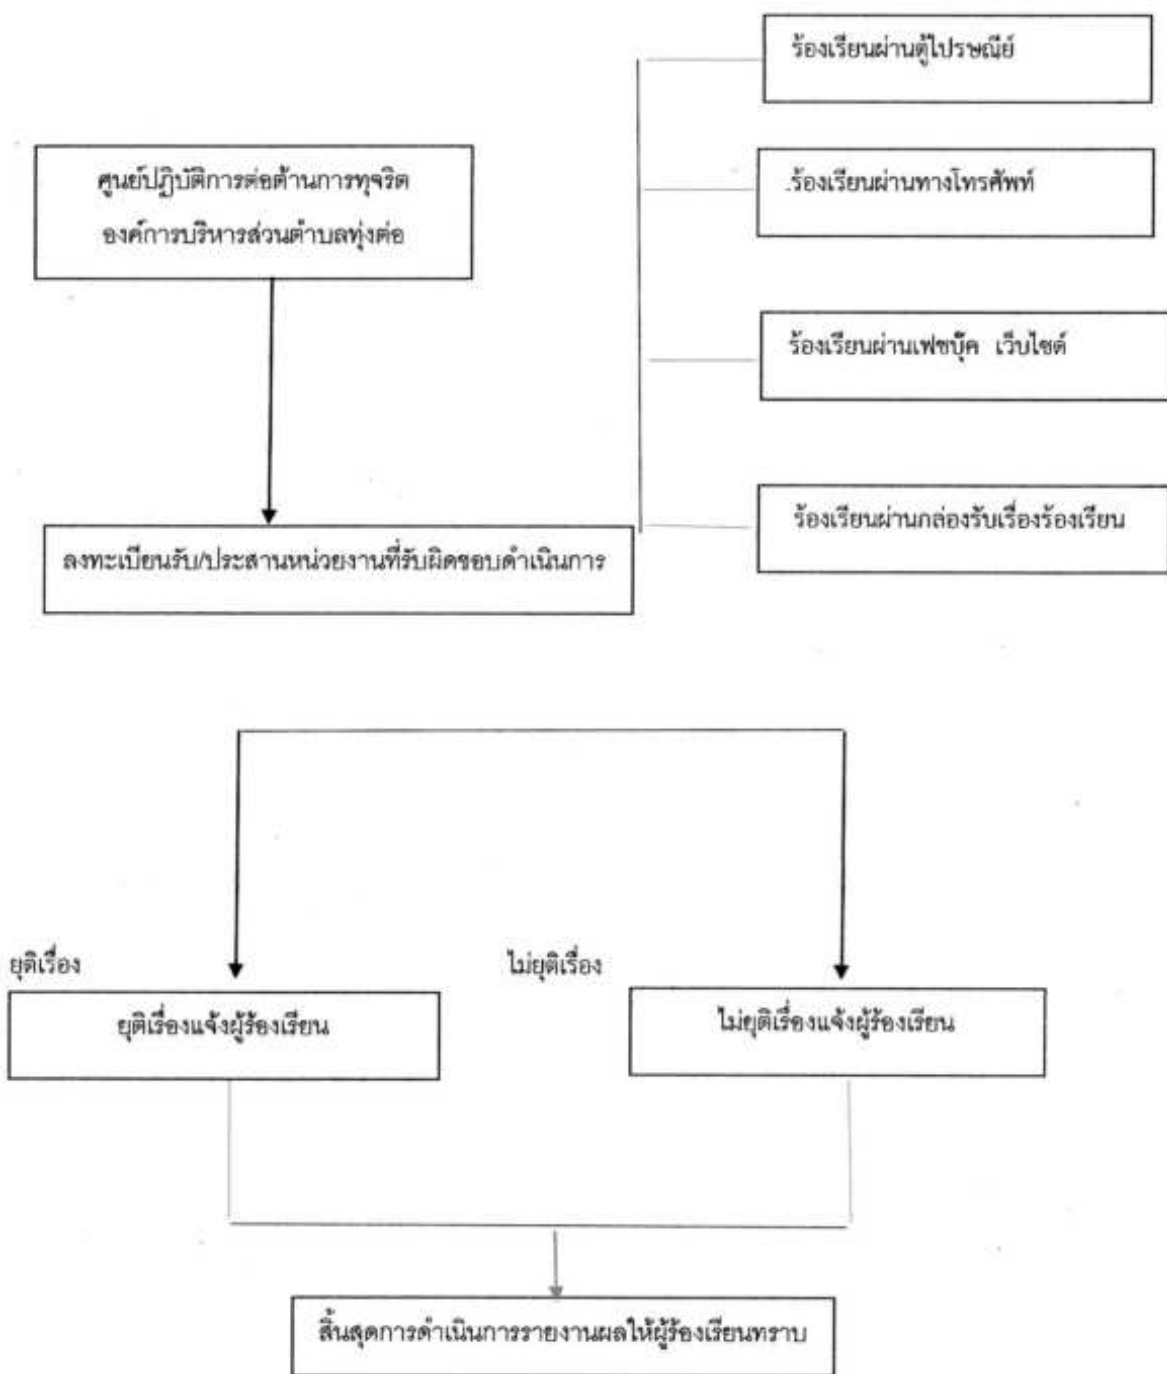 ร้องเรียนผ่านตู้ไปรษณีย์
ศูนย์ปฏิบัติการต่อต้านการทุจริต
องค์การบริหารส่วนตำบลทุ่งต่อ
.ร้องเรียนผ่านทางโทรศัพท์
ร้องเรียนผ่านเฟชบุ๊ค เว็บไซต์
ร้องเรียนผ่านกล่องรับเรื่องร้องเรียน
ลงทะเบียนรับ/ประสานหน่วยงานที่รับผิดชอบดำเนินการ
ยุติเรื่อง
ไม่ยุติเรื่อง
ยุติเรื่องแจ้งผู้ร้องเรียน
ไม่ยุติเรื่องแจ้งผู้ร้องเรียน
สิ้นสุดการดำเนินการรายงานผลให้ผู้ร้องเรียนทราบ